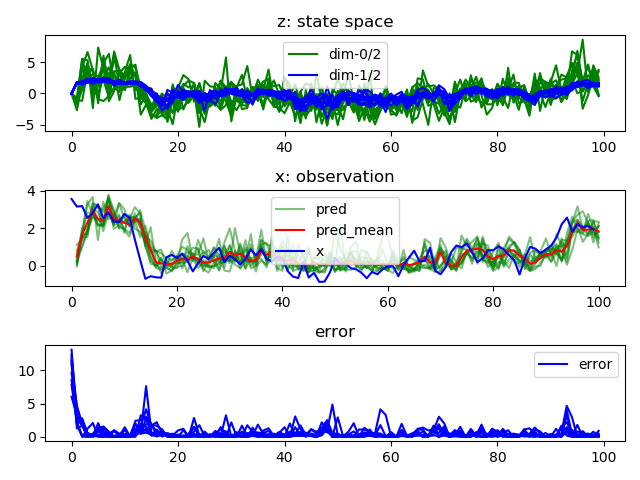 z: state space
5
0
−5
dim-0/2
dim-1/2
0 20 40 60 80 100
x: observation
4
2
0
pred
pred_mean
x
0 20 40 60 80 100
error
10
5
0
error
0 20 40 60 80 100